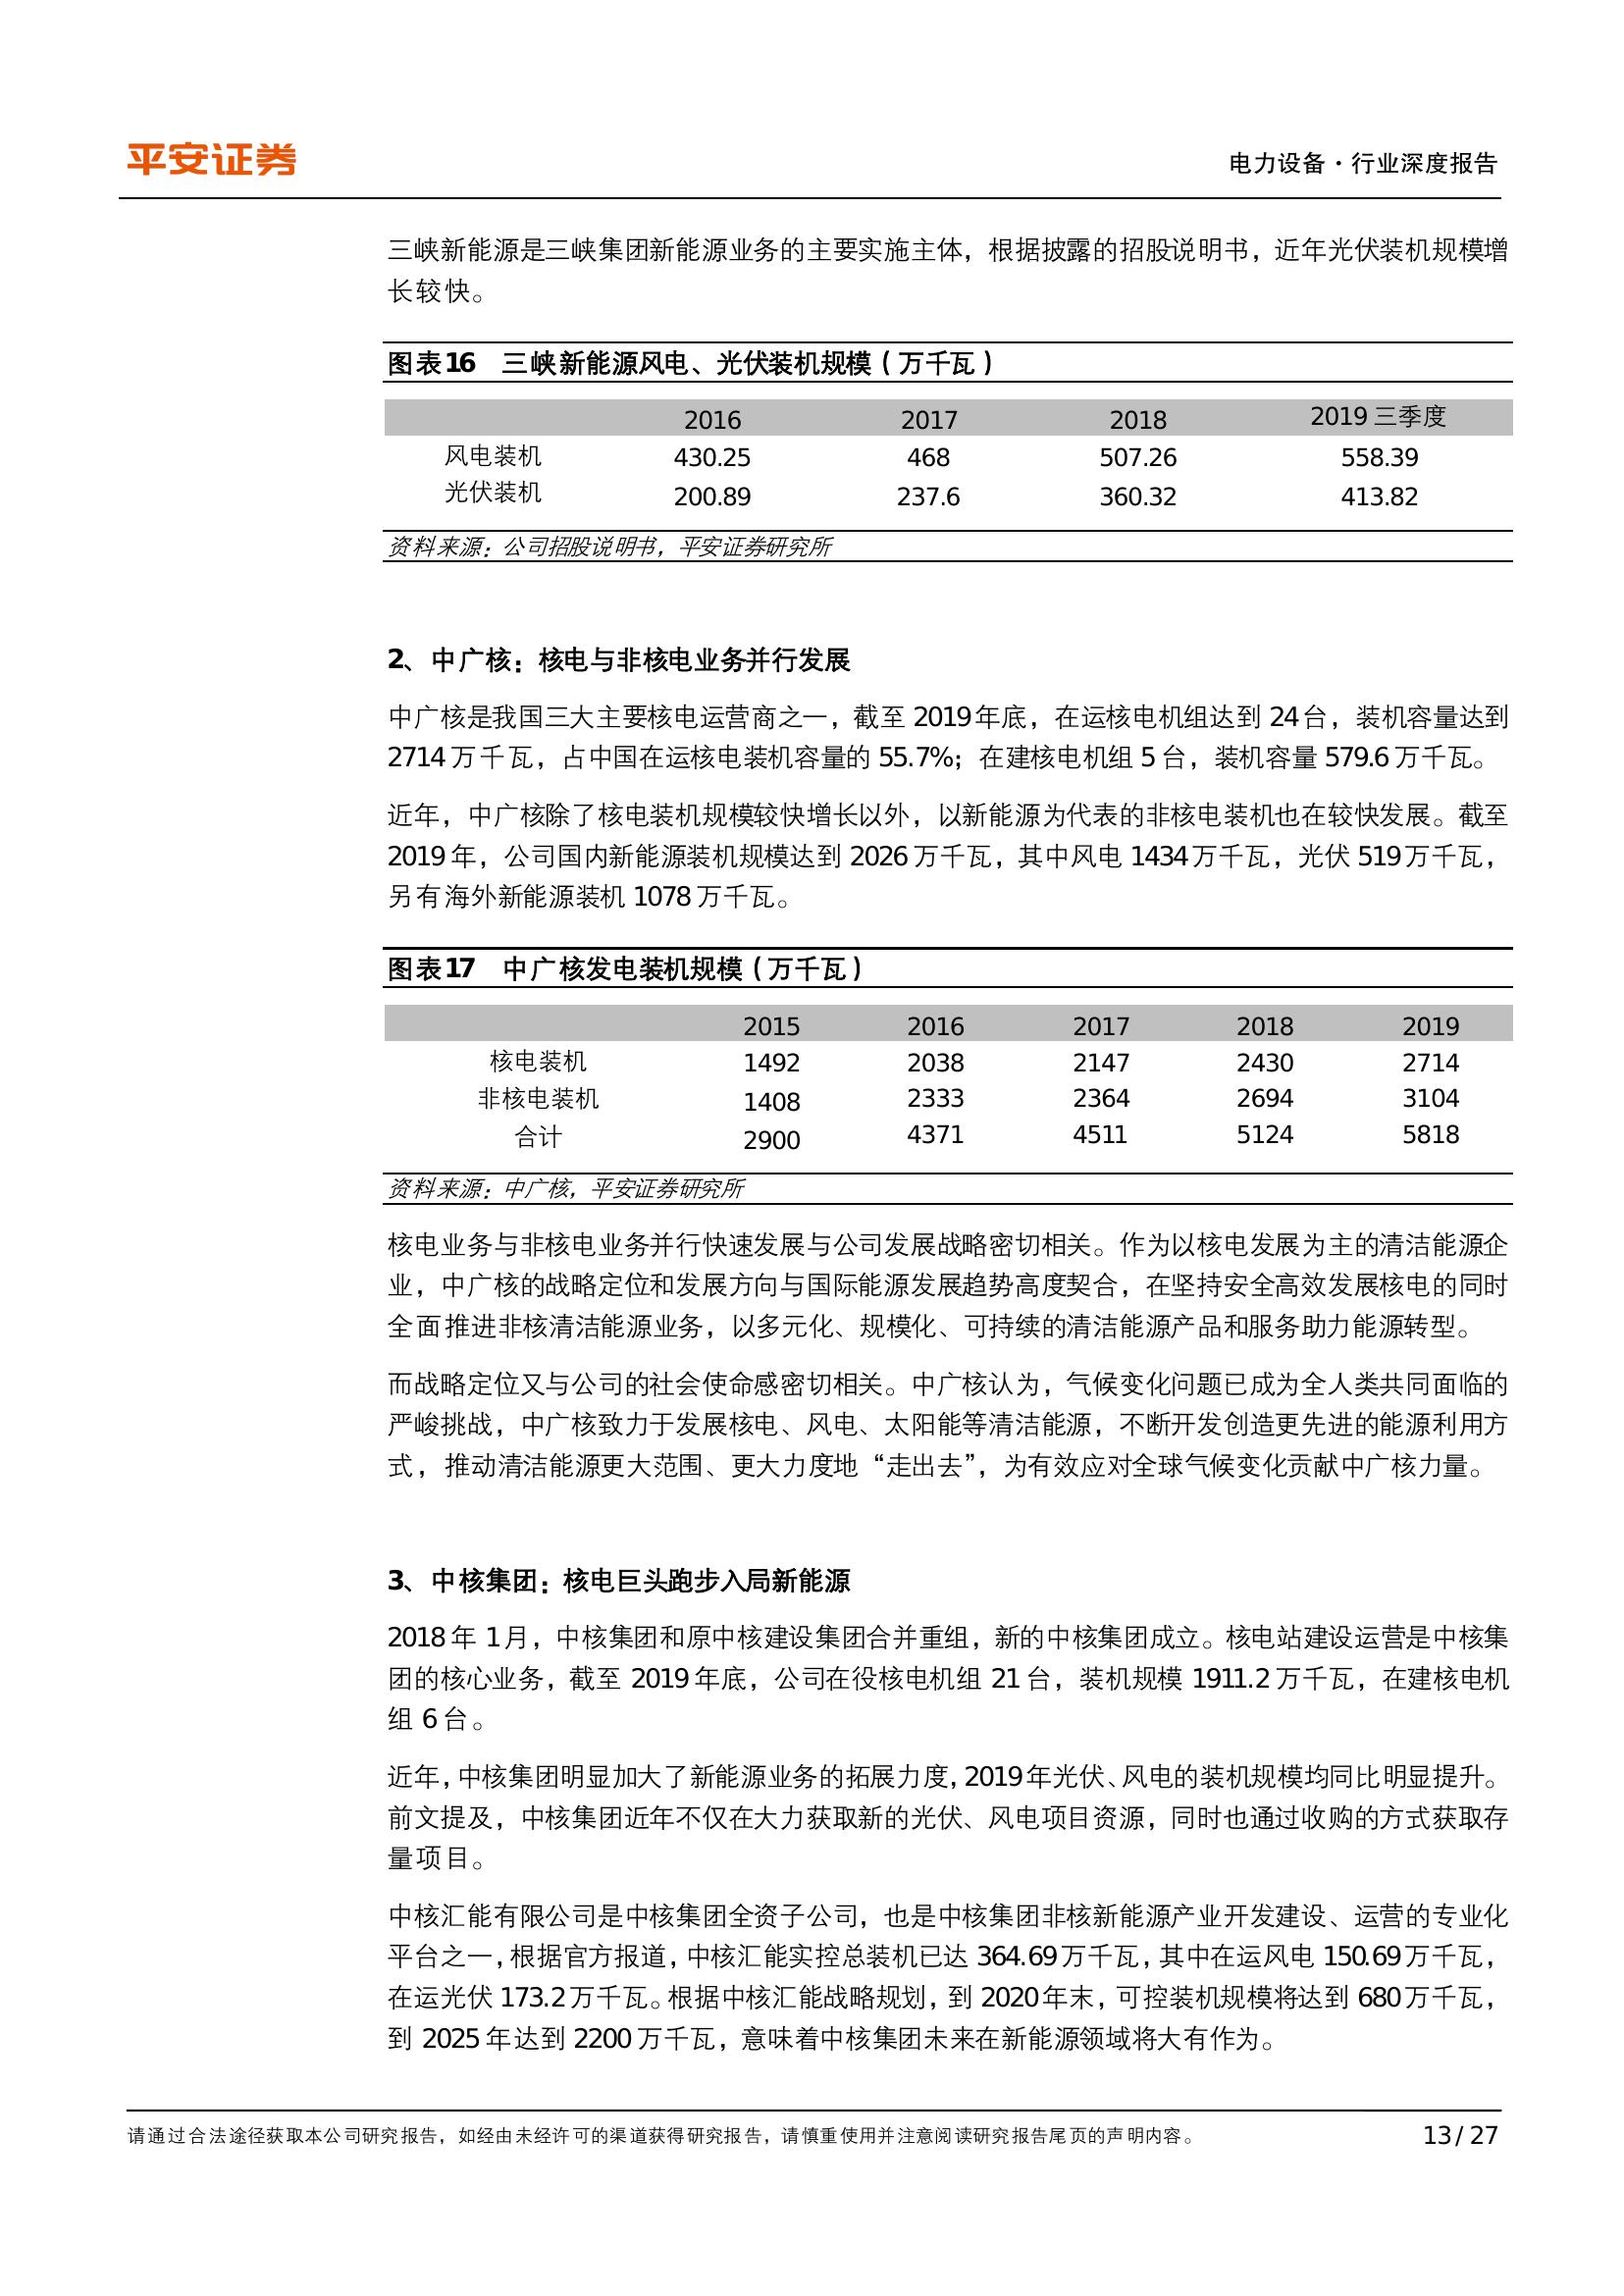 平安证券
电力设备·行业深度报告
三峡新能源是三峡集团新能源业务的主要实施主体，根据披露的招股说明书，近年光伏装机规模增
长较快。
图表16 三峡新能源风电、光伏装机规模（万千瓦）
2016 2017 2018 2019 三季度
风电装机 430.25 468 507.26 558.39
光伏装机 200.89 237.6 360.32 413.82
资料来源：公司招股说明书，平安证券研究所
2、中广核：核电与非核电业务并行发展
中广核是我国三大主要核电运营商之一，截至 2019 年底，在运核电机组达到 24 台，装机容量达到
2714 万千瓦，占中国在运核电装机容量的 55.7%；在建核电机组 5 台，装机容量 579.6 万千瓦。
近年，中广核除了核电装机规模较快增长以外，以新能源为代表的非核电装机也在较快发展。截至
2019 年，公司国内新能源装机规模达到 2026 万千瓦，其中风电 1434 万千瓦，光伏 519 万千瓦，
另有海外新能源装机 1078 万千瓦。
图表17 中广核发电装机规模（万千瓦）
2015 2016 2017 2018 2019
核电装机 1492 2038 2147 2430 2714
非核电装机 1408 2333 2364 2694 3104
合计 2900 4371 4511 5124 5818
资料来源：中广核，平安证券研究所
核电业务与非核电业务并行快速发展与公司发展战略密切相关。作为以核电发展为主的清洁能源企
业，中广核的战略定位和发展方向与国际能源发展趋势高度契合，在坚持安全高效发展核电的同时
全面推进非核清洁能源业务，以多元化、规模化、可持续的清洁能源产品和服务助力能源转型。
而战略定位又与公司的社会使命感密切相关。中广核认为，气候变化问题已成为全人类共同面临的
严峻挑战，中广核致力于发展核电、风电、太阳能等清洁能源，不断开发创造更先进的能源利用方
式，推动清洁能源更大范围、更大力度地“走出去”，为有效应对全球气候变化贡献中广核力量。
3、中核集团：核电巨头跑步入局新能源
2018 年 1 月，中核集团和原中核建设集团合并重组，新的中核集团成立。核电站建设运营是中核集
团的核心业务，截至 2019 年底，公司在役核电机组 21 台，装机规模 1911.2 万千瓦，在建核电机
组 6 台。
近年，中核集团明显加大了新能源业务的拓展力度，2019 年光伏、风电的装机规模均同比明显提升。
前文提及，中核集团近年不仅在大力获取新的光伏、风电项目资源，同时也通过收购的方式获取存
量项目。
中核汇能有限公司是中核集团全资子公司，也是中核集团非核新能源产业开发建设、运营的专业化
平台之一，根据官方报道，中核汇能实控总装机已达 364.69 万千瓦，其中在运风电 150.69 万千瓦，
在运光伏 173.2 万千瓦。根据中核汇能战略规划，到 2020 年末，可控装机规模将达到 680 万千瓦，
到 2025 年达到 2200 万千瓦，意味着中核集团未来在新能源领域将大有作为。
请通过合法途径获取本公司研究报告，如经由未经许可的渠道获得研究报告，请慎重使用并注意阅读研究报告尾页的声明内容。
13 / 27